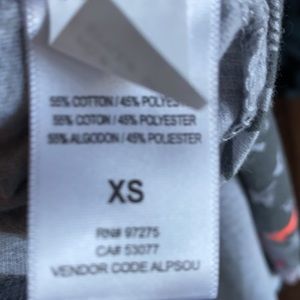 55% COTTON / 45% POLYES
55% COTON / 45% POLYESTER
55% ALGODON / 45% POLIESTER
XS
RN# 97275
CA# 53077
VENDOR CODE ALPSOU